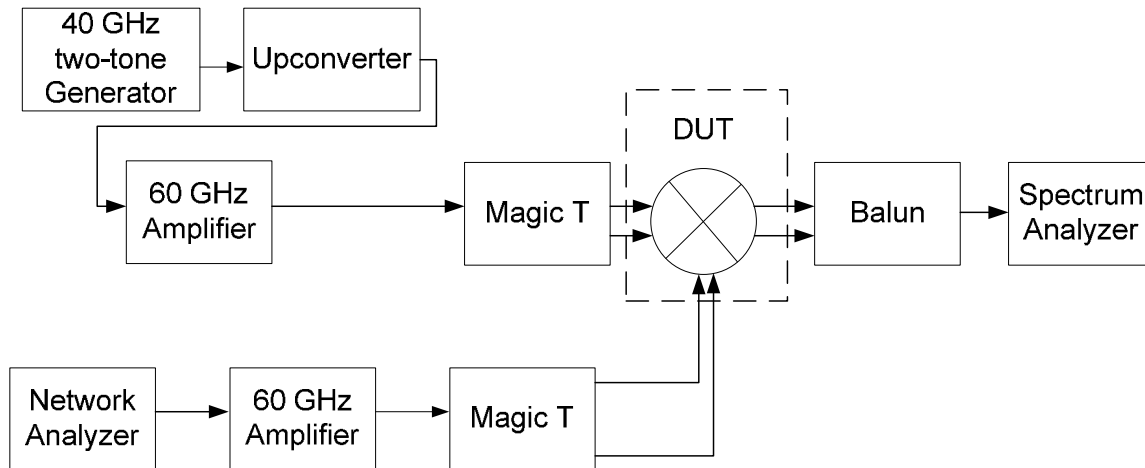 40 GHz
two-tone
Generator
Upconverter
DUT
60 GHz
Amplifier
Magic T
Balun
Spectrum
Analyzer
Network
Analyzer
60 GHz
Amplifier
Magic T